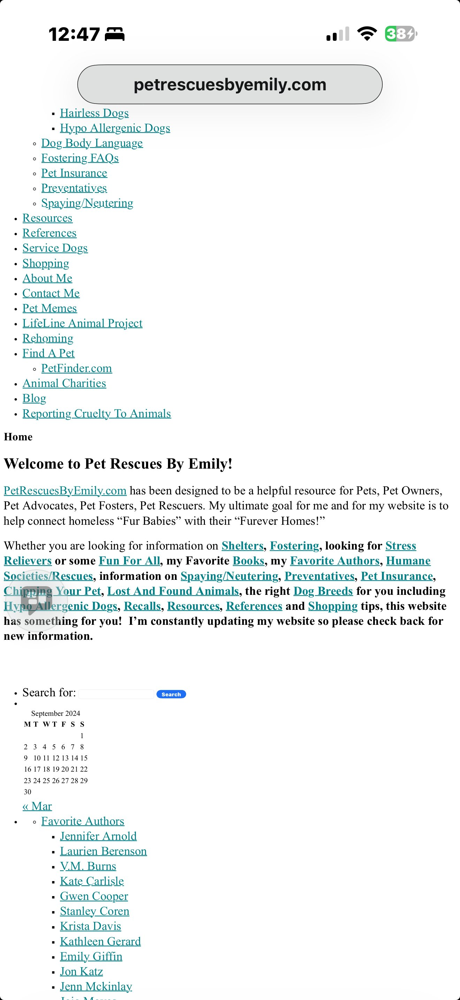 12:47
38
petrescuesbyemily.com
Hairless Dogs
Hypo Allergenic Dogs
Dog Body Language
Fostering FAQs
Pet Insurance
Preventatives
Spaying/Neutering
Resources
References
Service Dogs
Shopping
About Me
Contact Me
Pet Memes
LifeLine Animal Project
Rehoming
Find A Pet
PetFinder.com
Animal Charities
Blog
Reporting Cruelty To Animals
Home
Welcome to Pet Rescues By Emily!
PetRescuesByEmily.com has been designed to be a helpful resource for Pets, Pet Owners,
Pet Advocates, Pet Fosters, Pet Rescuers. My ultimate goal for me and for my website is to
help connect homeless “Fur Babies” with their “Furever Homes!”
Whether you are looking for information on Shelters, Fostering, looking for Stress
Relievers or some Fun For All, my Favorite Books, my Favorite Authors, Humane
Societies/Rescues, information on Spaying/Neutering, Preventatives, Pet Insurance,
Chipping Your Pet, Lost And Found Animals, the right Dog Breeds for you including
Hypo Allergenic Dogs, Recalls, Resources, References and Shopping tips, this website
has something for you!  I’m constantly updating my website so please check back for
new information.
Search for: Search
September 2024
M T W T F S S
1
2 3 4 5 6 7 8
9 10 11 12 13 14 15
16 17 18 19 20 21 22
23 24 25 26 27 28 29
30
« Mar
Favorite Authors
Jennifer Arnold
Laurien Berenson
V.M. Burns
Kate Carlisle
Gwen Cooper
Stanley Coren
Krista Davis
Kathleen Gerard
Emily Giffin
Jon Katz
Jenn Mckinlay